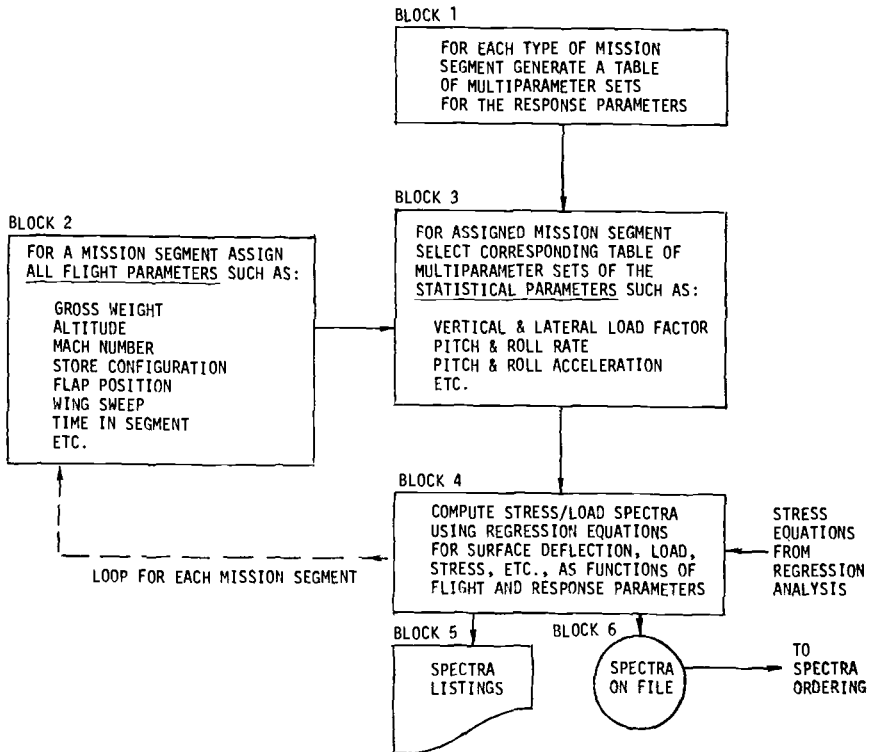 BLOCK 1
FOR EACH TYPE OF MISSION
SEGMENT GENERATE A TABLE
OF MULTIPARAMETER SETS
FOR THE RESPONSE PARAMETERS
BLOCK 2
FOR A MISSION SEGMENT ASSIGN
ALL FLIGHT PARAMETERS SUCH AS:
GROSS WEIGHT
ALTITUDE
MACH NUMBER
STORE CONFIGURATION
FLAP POSITION
WING SWEEP
TIME IN SEGMENT
ETC.
BLOCK 3
FOR ASSIGNED MISSION SEGMENT
SELECT CORRESPONDING TABLE OF
MULTIPARAMETER SETS OF THE
STATISTICAL PARAMETERS SUCH AS:
VERTICAL & LATERAL LOAD FACTOR
PITCH & ROLL RATE
PITCH & ROLL ACCELERATION
ETC.
BLOCK 4
COMPUTE STRESS/LOAD SPECTRA
USING REGRESSION EQUATIONS
FOR SURFACE DEFLECTION, LOAD,
STRESS, ETC., AS FUNCTIONS OF
FLIGHT AND RESPONSE PARAMETERS
STRESS
EQUATIONS
FROM
REGRESSION
ANALYSIS
LOOP FOR EACH MISSION SEGMENT
BLOCK 5
SPECTRA
LISTINGS
BLOCK 6
SPECTRA
ON FILE
TO
SPECTRA
ORDERING